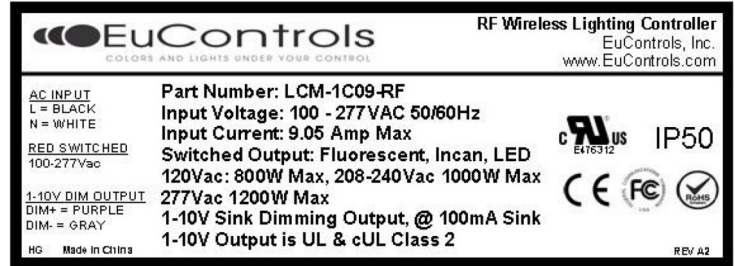 EuControls
COLORS AND LIGHTS UNDER YOUR CONTROL
RF Wireless Lighting Controller
EuControls, Inc.
www.EuControls.com
AC INPUT
L = BLACK
N = WHITE
RED SWITCHED
100-277Vac
1-10V DIM OUTPUT
DIM+ = PURPLE
DIM- = GRAY
HG Made In China
Part Number: LCM-1C09-RF
Input Voltage: 100 - 277VAC 50/60Hz
Input Current: 9.05 Amp Max
Switched Output: Fluorescent, Incan, LED
120Vac: 800W Max, 208-240Vac 1000W Max
277Vac 1200W Max
1-10V Sink Dimming Output, @ 100mA Sink
1-10V Output is UL & cUL Class 2
c RU US
E476312
IP50
CE
FC
RoHS
REV A2